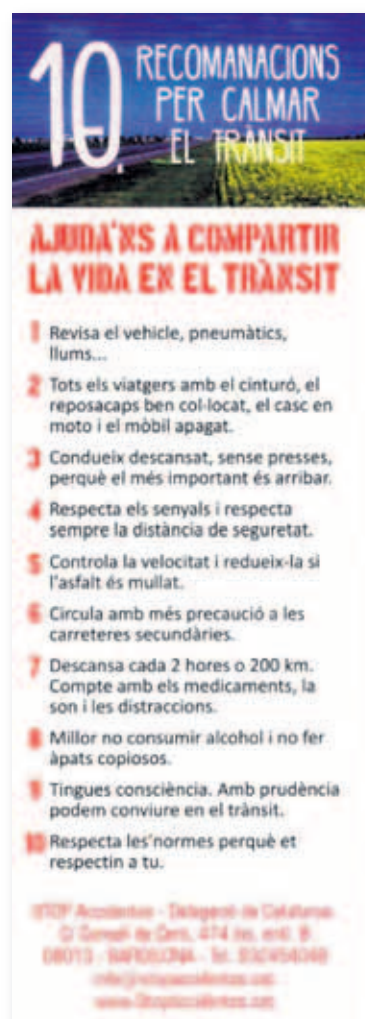 10
RECOMANACIONS
PER CALMAR
EL TRÀNSIT
AJUDA'NS A COMPARTIR
LA VIDA EN EL TRÀNSIT
1 Revisa el vehicle, pneumàtics,
llums...
2 Tots els viatgers amb el cinturó, el
reposacaps ben col·locat, el casc en
moto i el mòbil apagat.
3 Condueix descansat, sense presses,
perquè el més important és arribar.
4 Respecta els senyals i respecta
sempre la distància de seguretat.
5 Controla la velocitat i redueix-la si
l'asfalt és mullat.
6 Circula amb més precaució a les
carreteres secundàries.
7 Descansa cada 2 hores o 200 km.
Compte amb els medicaments, la
son i les distraccions.
8 Millor no consumir alcohol i no fer
àpats copiosos.
9 Tingues consciència. Amb prudència
podem conviure en el trànsit.
10 Respecta les'normes perquè et
respectin a tu.
STOP Accidentes - Delegació de Catalunya
08013 - BARCELONA - Tel.